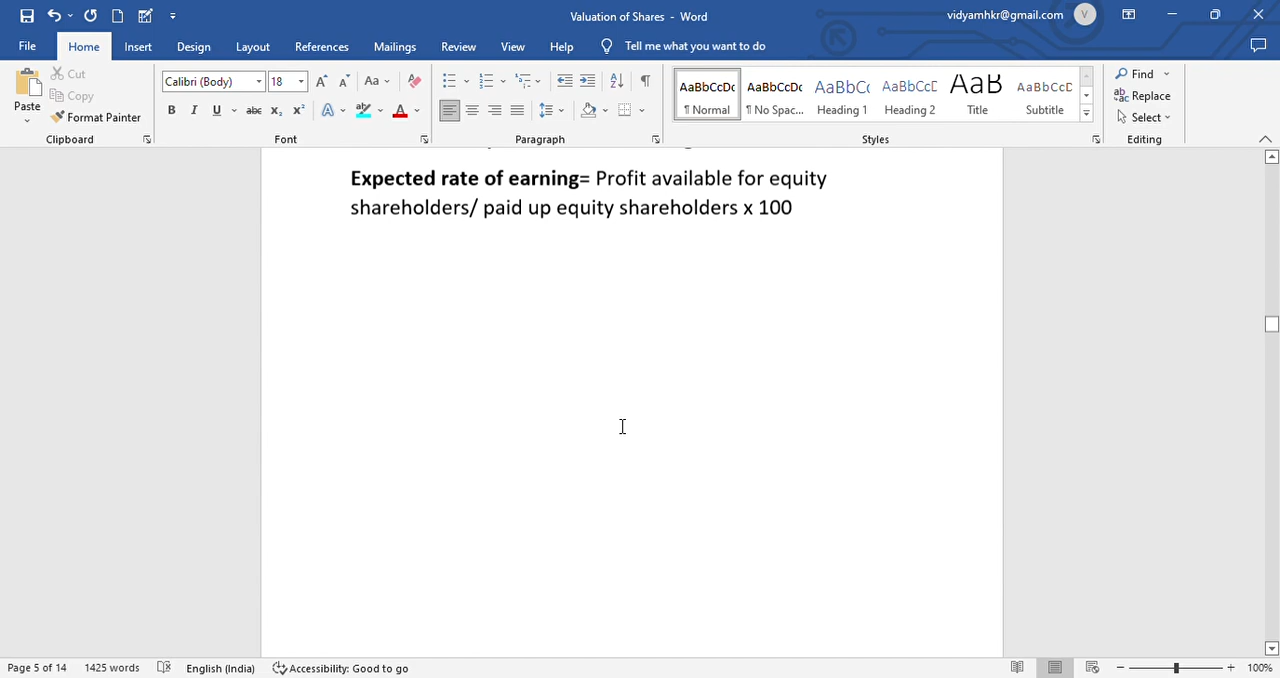 Valuation of Shares - Word
vidyamhkr@gmail.com
V
File Home Insert Design Layout References Mailings Review View Help Tell me what you want to do
Paste
Cut
Copy
Format Painter
Clipboard
Calibri (Body) 18
Font
Paragraph
AaBbCcDc AaBbCcDc AaBbCc AaBbCcD AaB AaBbCcD
¶ Normal ¶ No Spac... Heading 1 Heading 2 Title Subtitle
Styles
Find
Replace
Select
Editing
Expected rate of earning= Profit available for equity
shareholders/ paid up equity shareholders x 100
Page 5 of 14 1425 words English (India) Accessibility: Good to go 100%